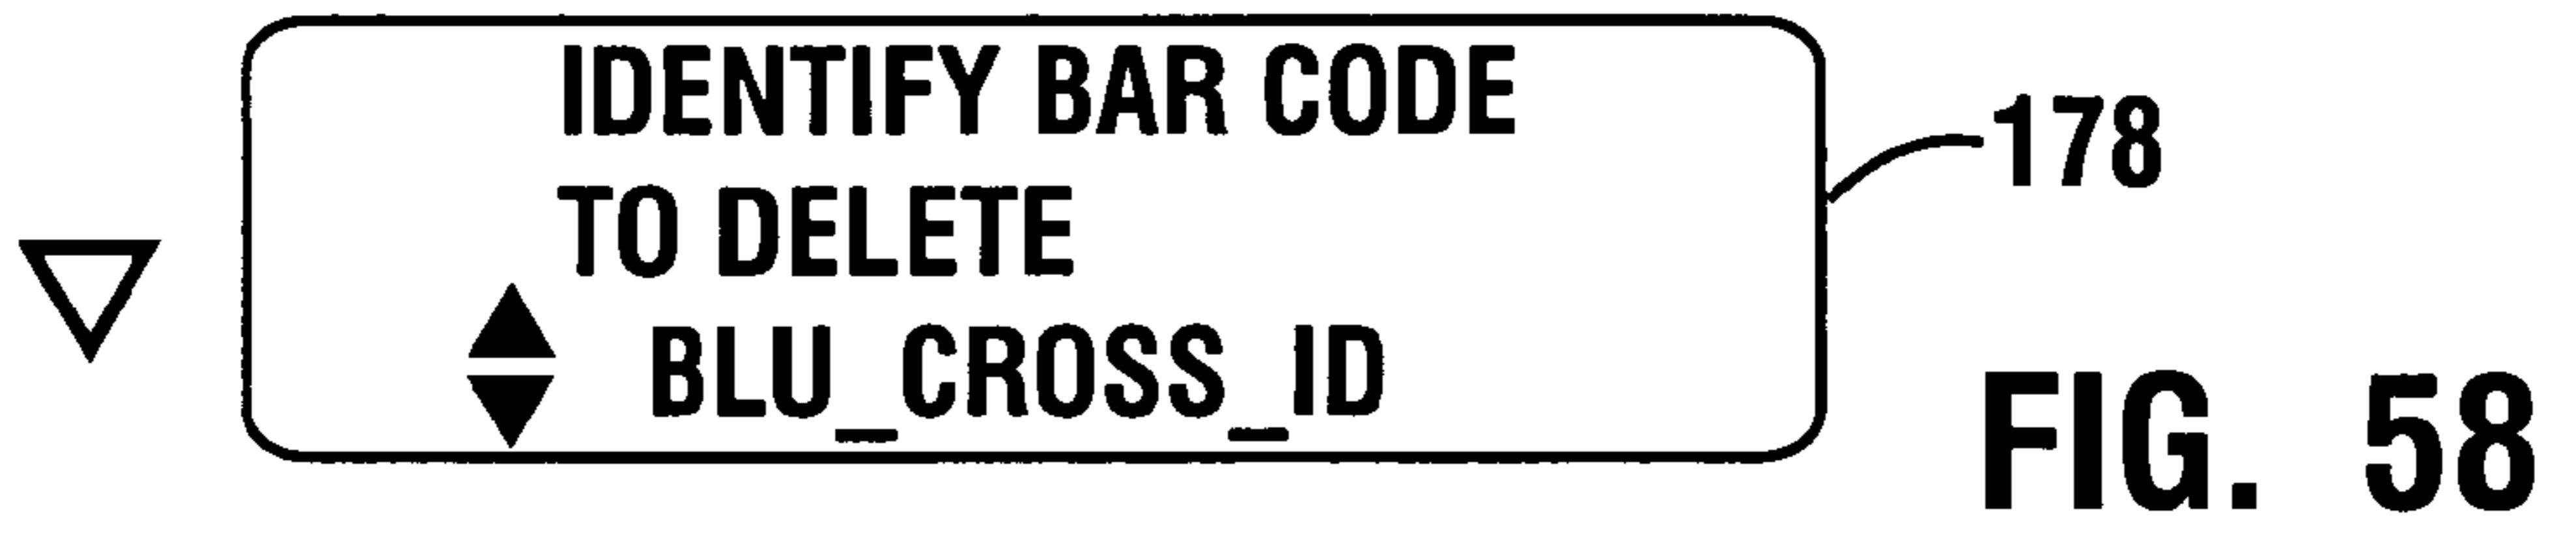 IDENTIFY BAR CODE
TO DELETE
BLU_CROSS_ID
178
FIG. 58